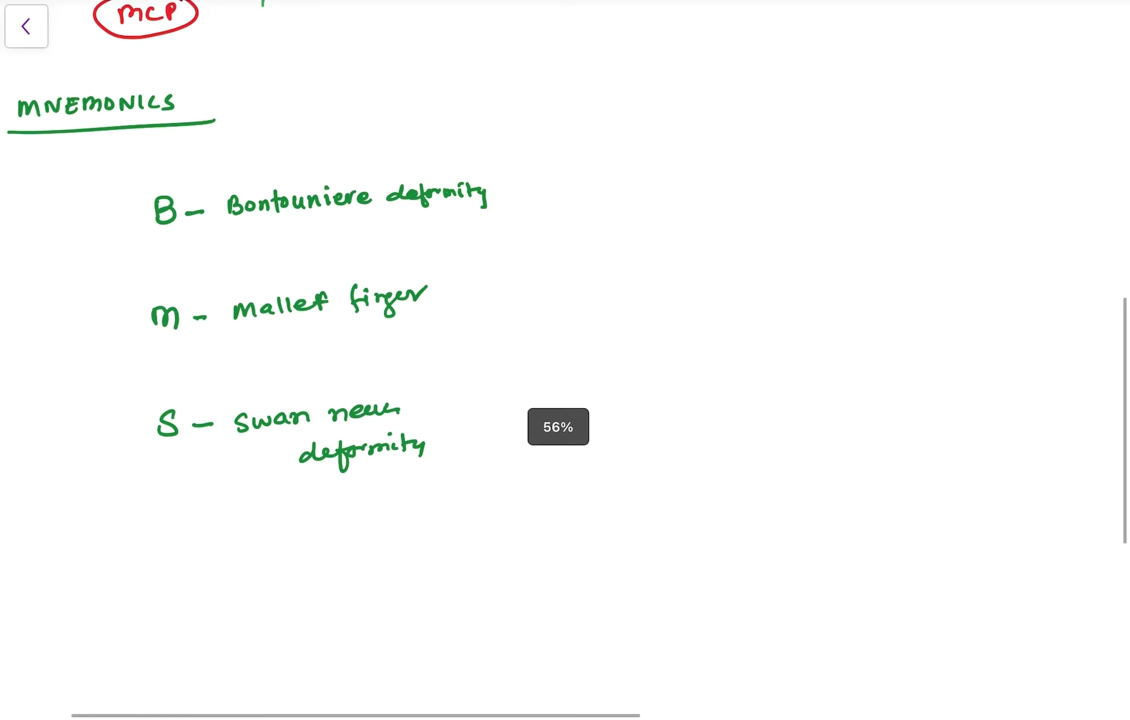 MCP
MNEMONICS
B - Bontouniere deformity
M - Mallet finger
S - Swan neck
deformity
56%